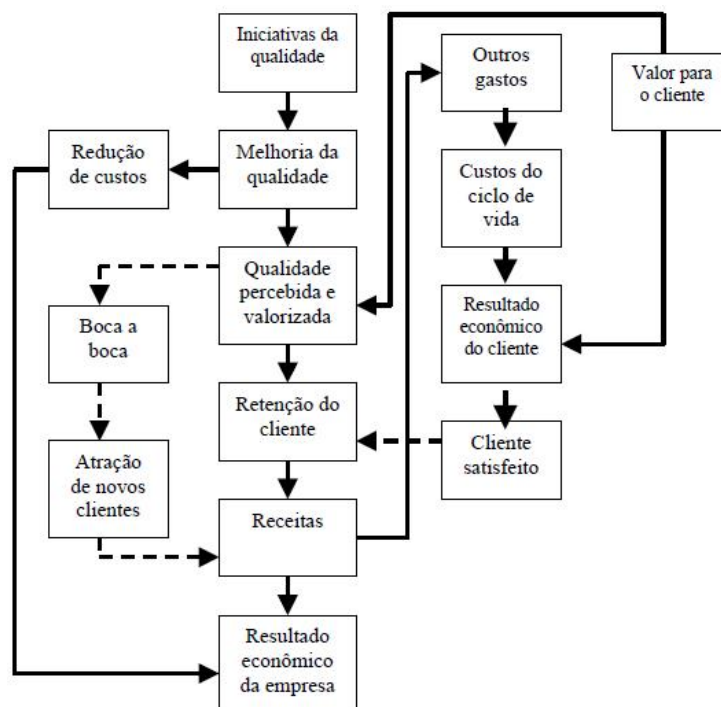 Iniciativas da
qualidade
Outros
gastos
Valor para
o cliente
Redução
de custos
Melhoria da
qualidade
Custos do
ciclo de
vida
Qualidade
percebida e
valorizada
Boca a
boca
Resultado
econômico
do cliente
Retenção do
cliente
Cliente
satisfeito
Atração
de novos
clientes
Receitas
Resultado
econômico
da empresa